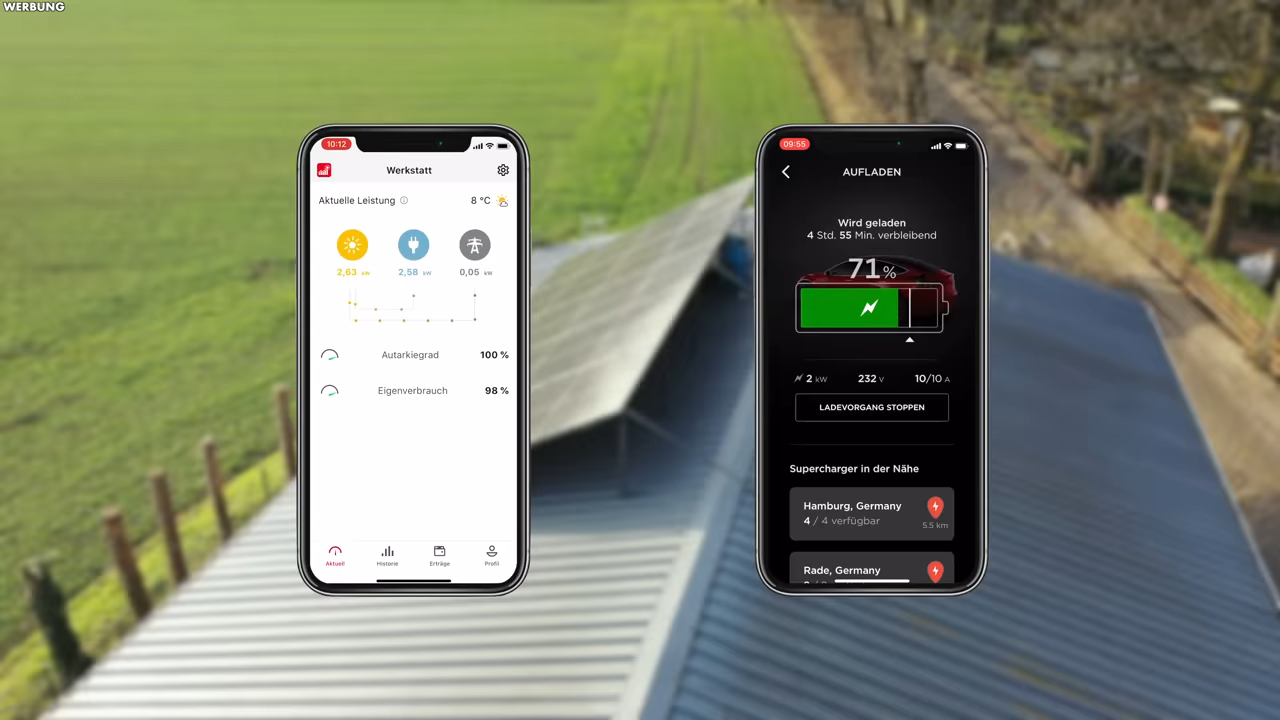 WERBUNG
10:12
Werkstatt
Aktuelle Leistung
8 °C
2,63 kW
2,58 kW
0,05 kW
Autarkiegrad 100 %
Eigenverbrauch 98 %
Aktuell Historie Erträge Profil
09:55
AUFLADEN
Wird geladen
4 Std. 55 Min. verbleibend
71%
2 kW 232 V 10/10 A
LADEVORGANG STOPPEN
Supercharger in der Nähe
Hamburg, Germany
4 / 4 verfügbar
5.5 km
Rade, Germany